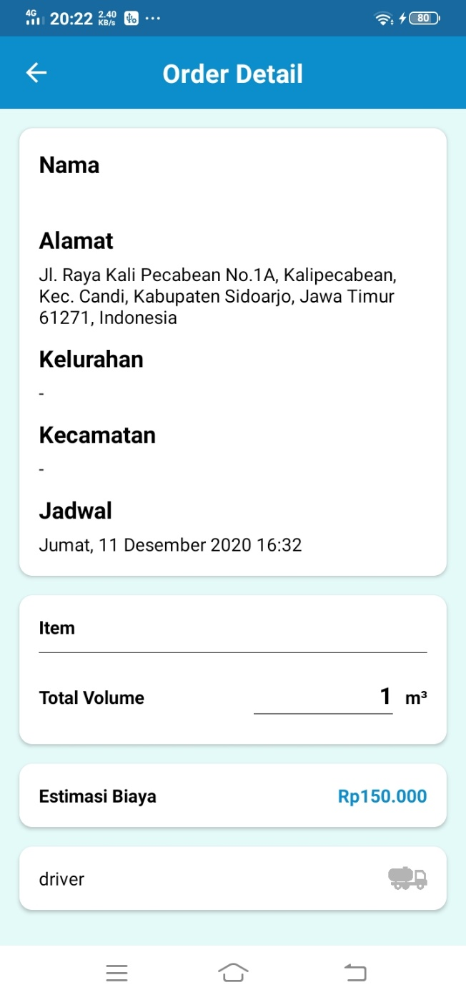 4G 20:22 2.40 KB/s ... 80
Order Detail
Nama
Alamat
Jl. Raya Kali Pecabean No.1A, Kalipecabean,
Kec. Candi, Kabupaten Sidoarjo, Jawa Timur
61271, Indonesia
Kelurahan
-
Kecamatan
-
Jadwal
Jumat, 11 Desember 2020 16:32
Item
Total Volume 1 m³
Estimasi Biaya Rp150.000
driver